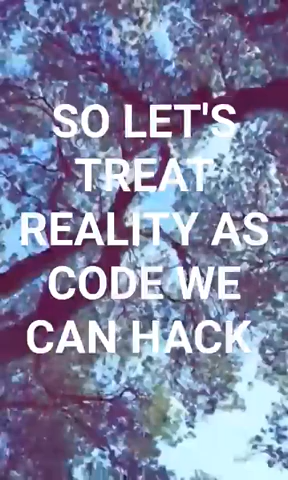 SO LET'S
TREAT
REALITY AS
CODE WE
CAN HACK